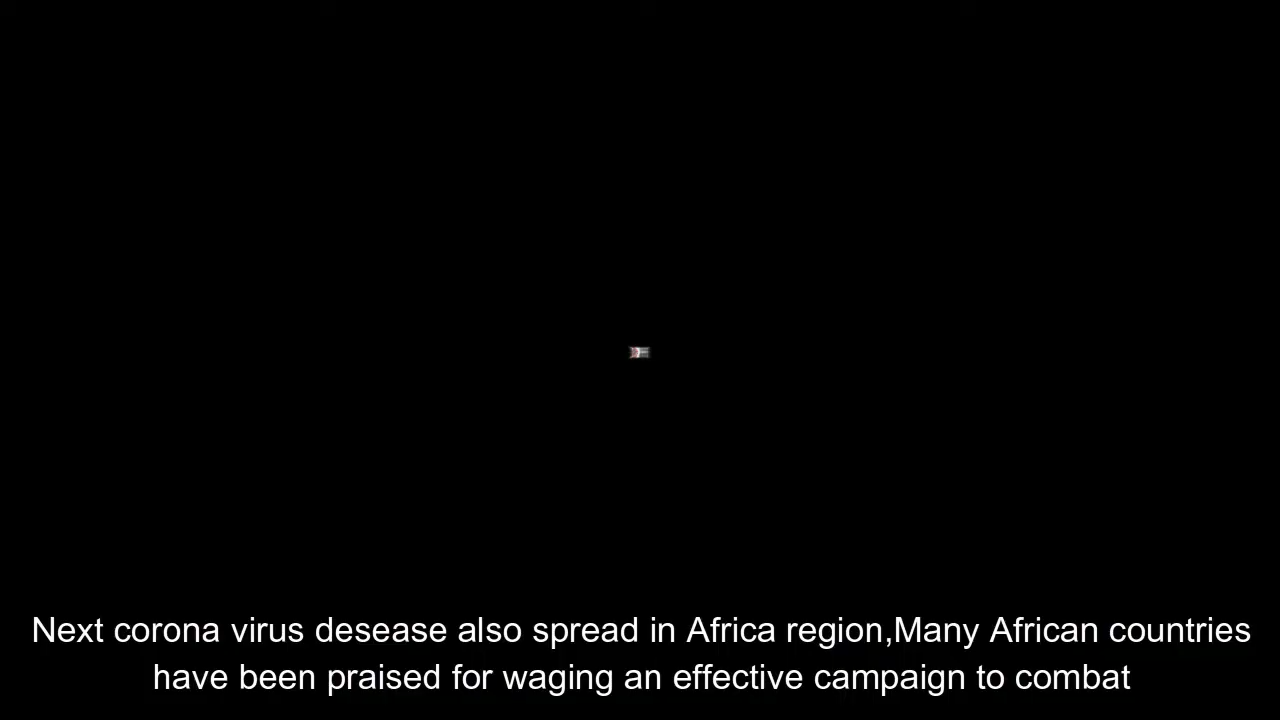 Next corona virus desease also spread in Africa region,Many African countries
have been praised for waging an effective campaign to combat